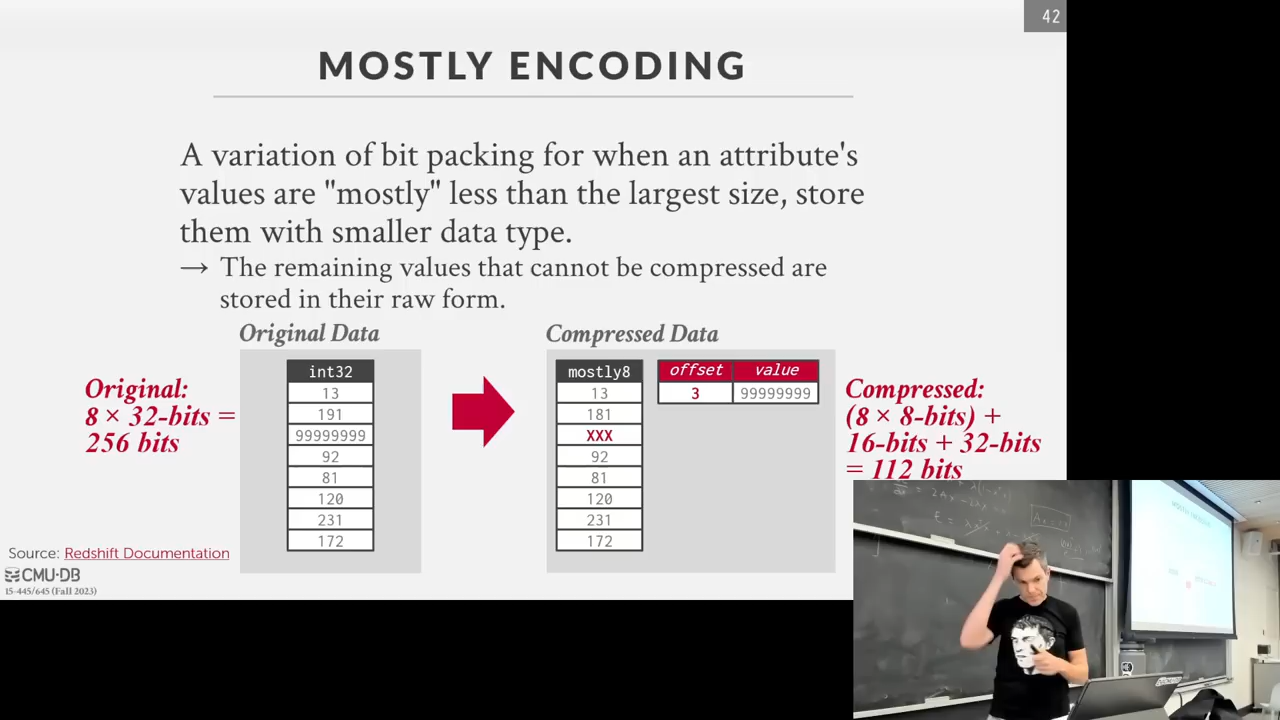 42
MOSTLY ENCODING
A variation of bit packing for when an attribute's
values are "mostly" less than the largest size, store
them with smaller data type.
→ The remaining values that cannot be compressed are
stored in their raw form.
Original Data
Compressed Data
Original:
8 × 32-bits =
256 bits
int32
13
191
99999999
92
81
120
231
172
mostly8
13
181
XXX
92
81
120
231
172
offset value
3 99999999
Compressed:
(8 × 8-bits) +
16-bits + 32-bits
= 112 bits
Source: Redshift Documentation
CMU·DB
15-445/645 (Fall 2023)